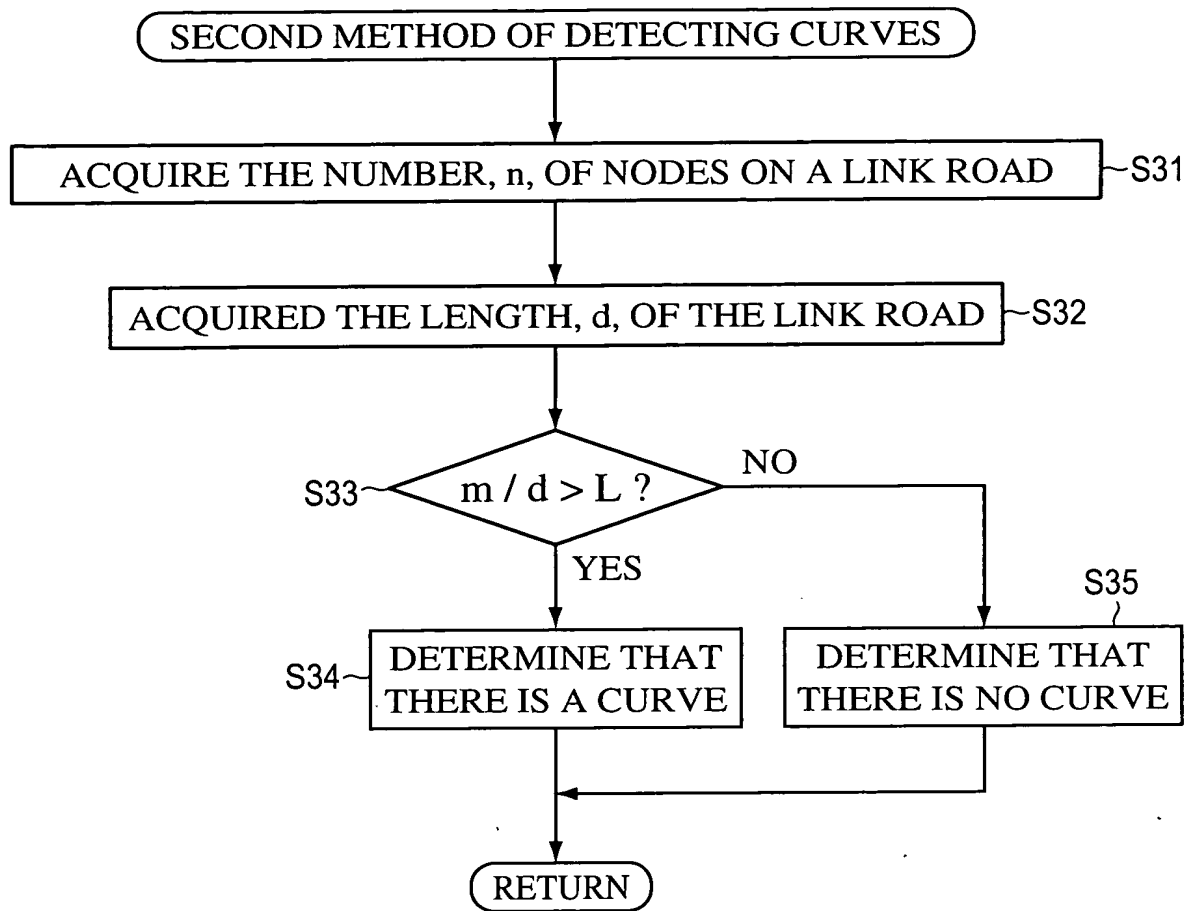 SECOND METHOD OF DETECTING CURVES
ACQUIRE THE NUMBER, n, OF NODES ON A LINK ROAD
S31
ACQUIRED THE LENGTH, d, OF THE LINK ROAD
S32
S33
m / d > L ?
NO
YES
S34
DETERMINE THAT
THERE IS A CURVE
S35
DETERMINE THAT
THERE IS NO CURVE
RETURN